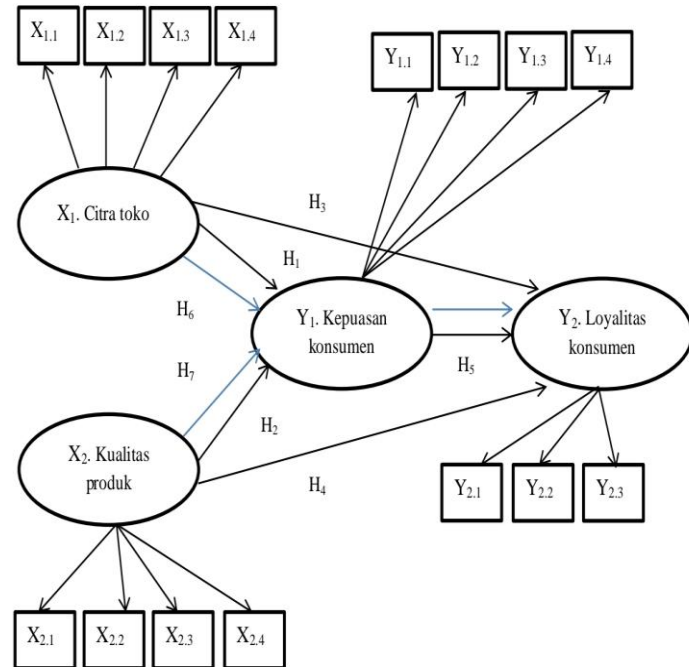 X1.1 X1.2 X1.3 X1.4
Y1.1 Y1.2 Y1.3 Y1.4
X1. Citra toko
H3
H1
H6
Y1. Kepuasan
konsumen
Y2. Loyalitas
konsumen
H5
H7
H2
X2. Kualitas
produk
H4
Y2.1 Y2.2 Y2.3
X2.1 X2.2 X2.3 X2.4